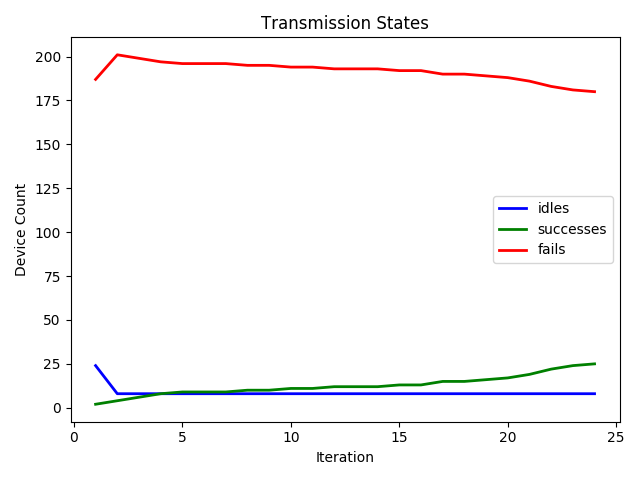 Transmission States
Device Count
200
175
150
125
100
75
50
25
0
idles
successes
fails
0 5 10 15 20 25
Iteration